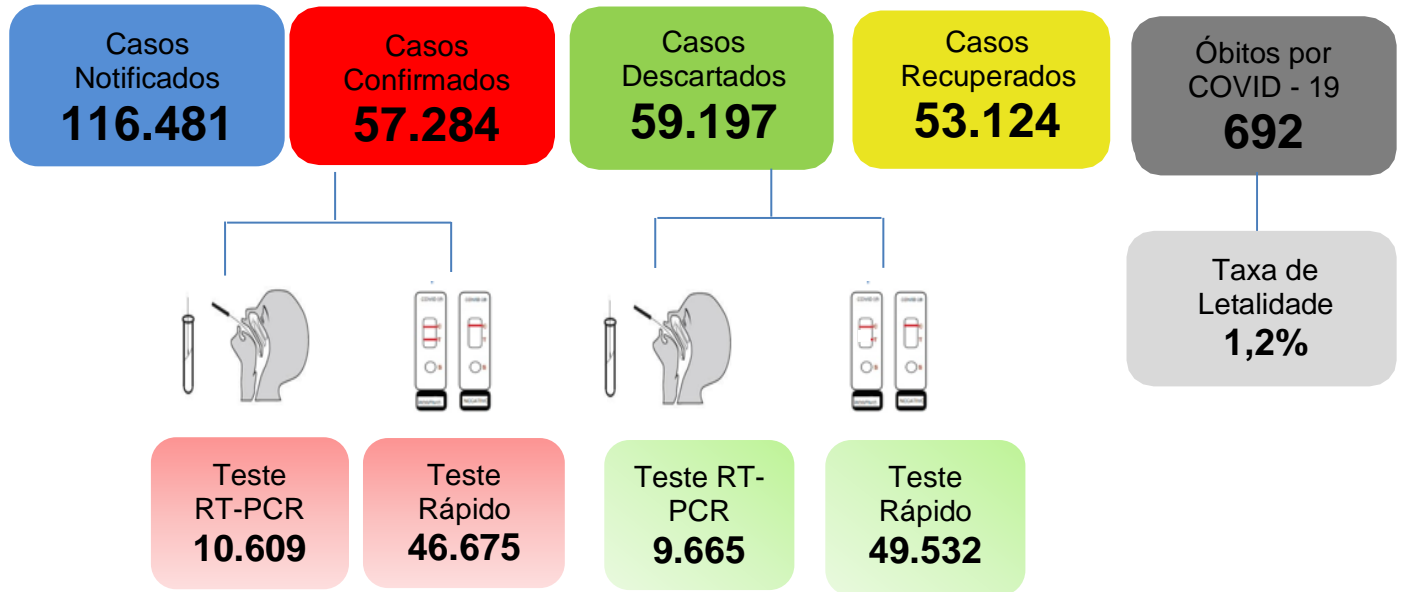 Casos
Notificados
116.481
Casos
Confirmados
57.284
Casos
Descartados
59.197
Casos
Recuperados
53.124
Óbitos por
COVID - 19
692
Taxa de
Letalidade
1,2%
Teste
RT-PCR
10.609
Teste
Rápido
46.675
Teste RT-
PCR
9.665
Teste
Rápido
49.532